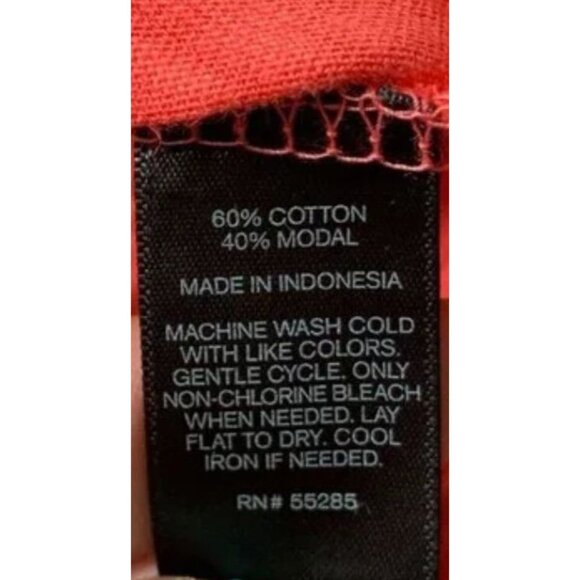 60% COTTON
40% MODAL
MADE IN INDONESIA
MACHINE WASH COLD
WITH LIKE COLORS.
GENTLE CYCLE. ONLY
NON-CHLORINE BLEACH
WHEN NEEDED. LAY
FLAT TO DRY. COOL
IRON IF NEEDED.
RN# 55285